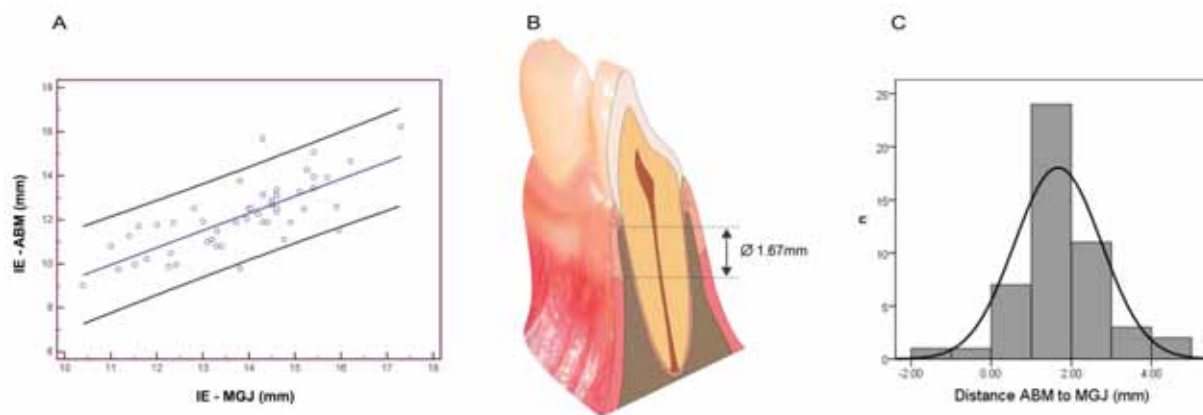 A
B
C
18
16
14
12
10
8
6
IE - ABM (mm)
10 11 12 13 14 15 16 17 18
IE - MGJ (mm)
Ø 1.67mm
25
20
15
10
5
0
n
-2.00 0.00 2.00 4.00
Distance ABM to MGJ (mm)